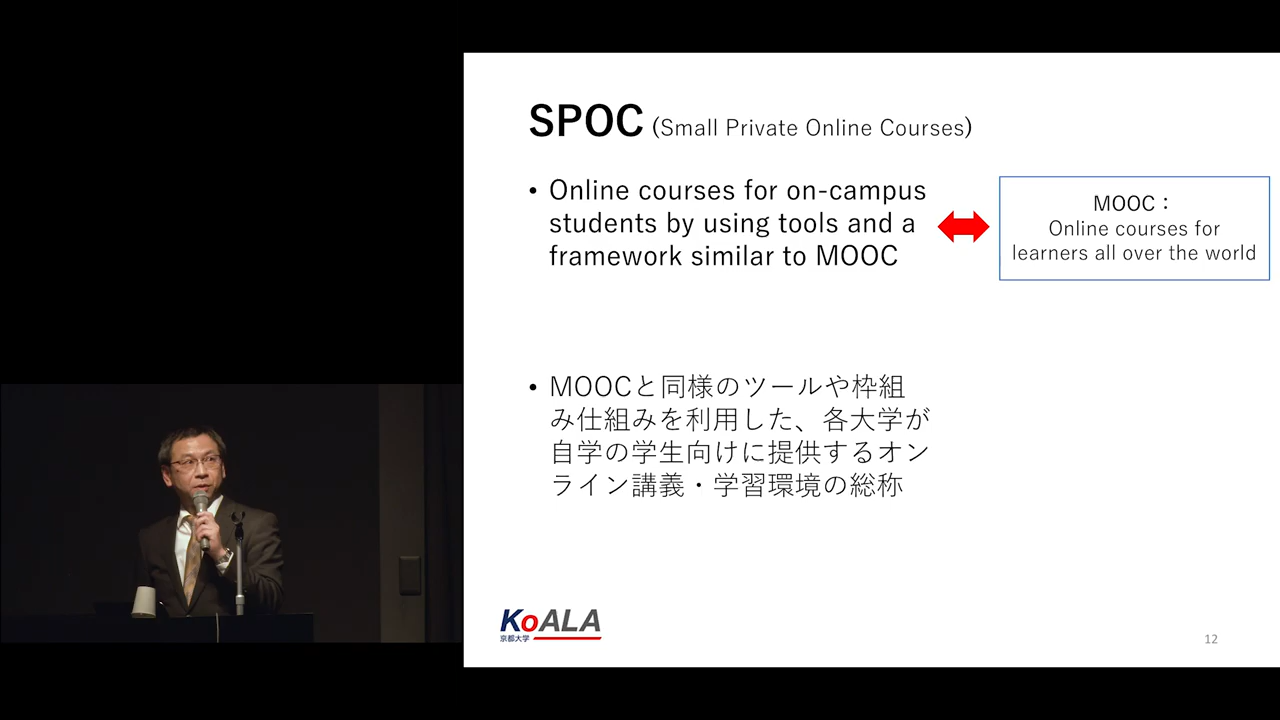 SPOC (Small Private Online Courses)
• Online courses for on-campus
students by using tools and a
framework similar to MOOC
MOOC：
Online courses for
learners all over the world
• MOOCと同様のツールや枠組
み仕組みを利用した、各大学が
自学の学生向けに提供するオン
ライン講義・学習環境の総称
KoALA
京都大学
12